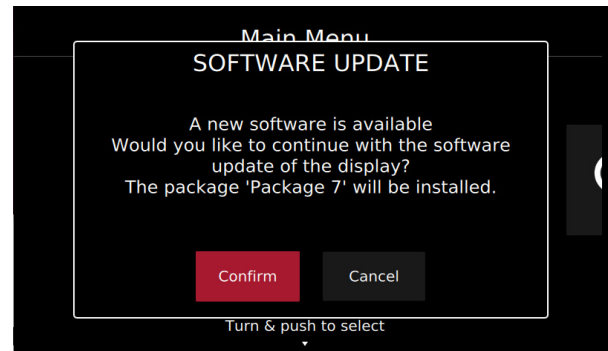 Main Menu
SOFTWARE UPDATE
A new software is available
Would you like to continue with the software
update of the display?
The package 'Package 7' will be installed.
Confirm
Cancel
Turn & push to select